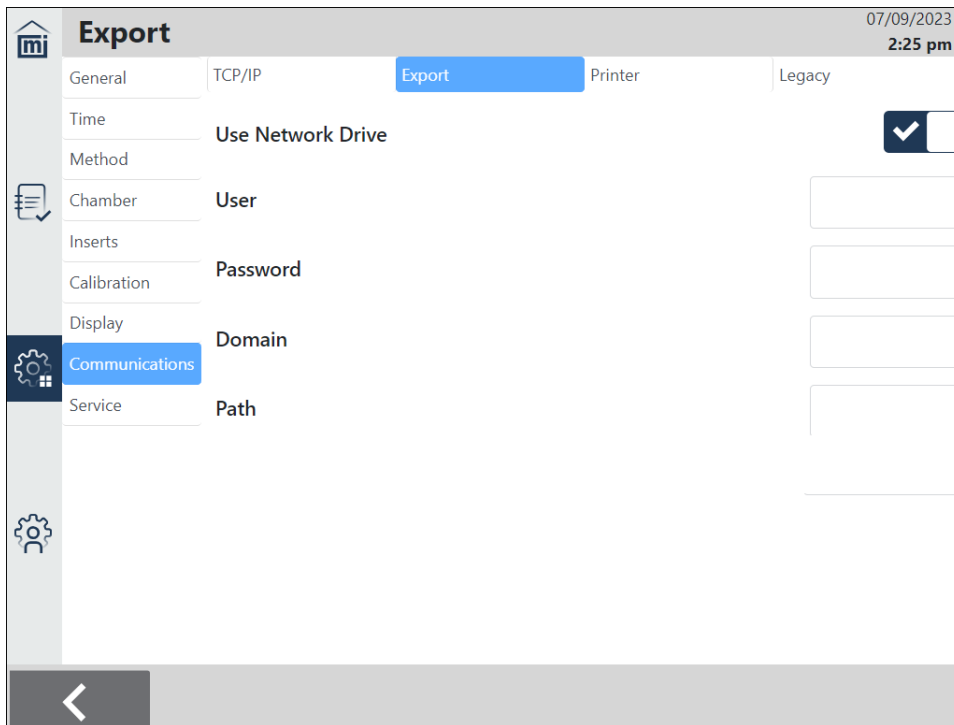 mi
Export
07/09/2023
2:25 pm
General
Time
Method
Chamber
Inserts
Calibration
Display
Communications
Service
TCP/IP
Export
Printer
Legacy
Use Network Drive
User
Password
Domain
Path